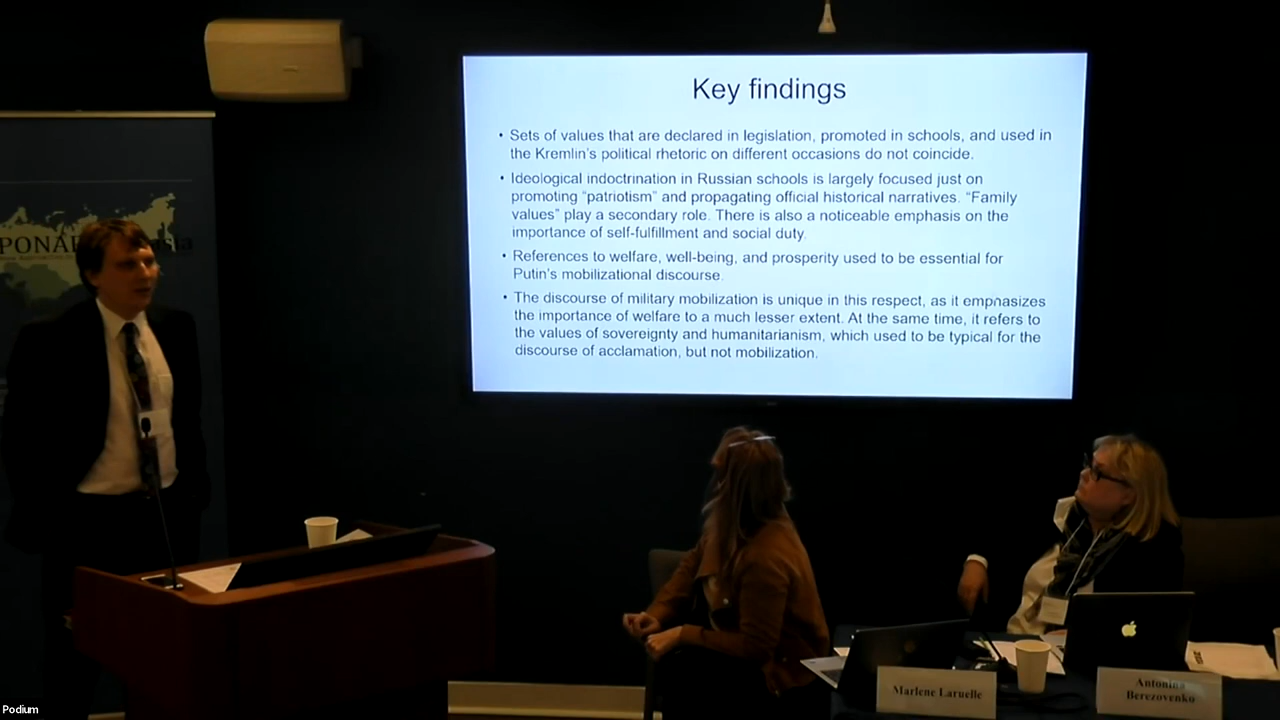 Key findings
• Sets of values that are declared in legislation, promoted in schools, and used in
the Kremlin's political rhetoric on different occasions do not coincide.
• Ideological indoctrination in Russian schools is largely focused just on
promoting “patriotism” and propagating official historical narratives. “Family
values” play a secondary role. There is also a noticeable emphasis on the
importance of self-fulfillment and social duty.
• References to welfare, well-being, and prosperity used to be essential for
Putin's mobilizational discourse.
• The discourse of military mobilization is unique in this respect, as it emphasizes
the importance of welfare to a much lesser extent. At the same time, it refers to
the values of sovereignty and humanitarianism, which used to be typical for the
discourse of acclamation, but not mobilization.
PONAR
asia
Marlene Laruelle
Antonina
Berezovenko
Podium